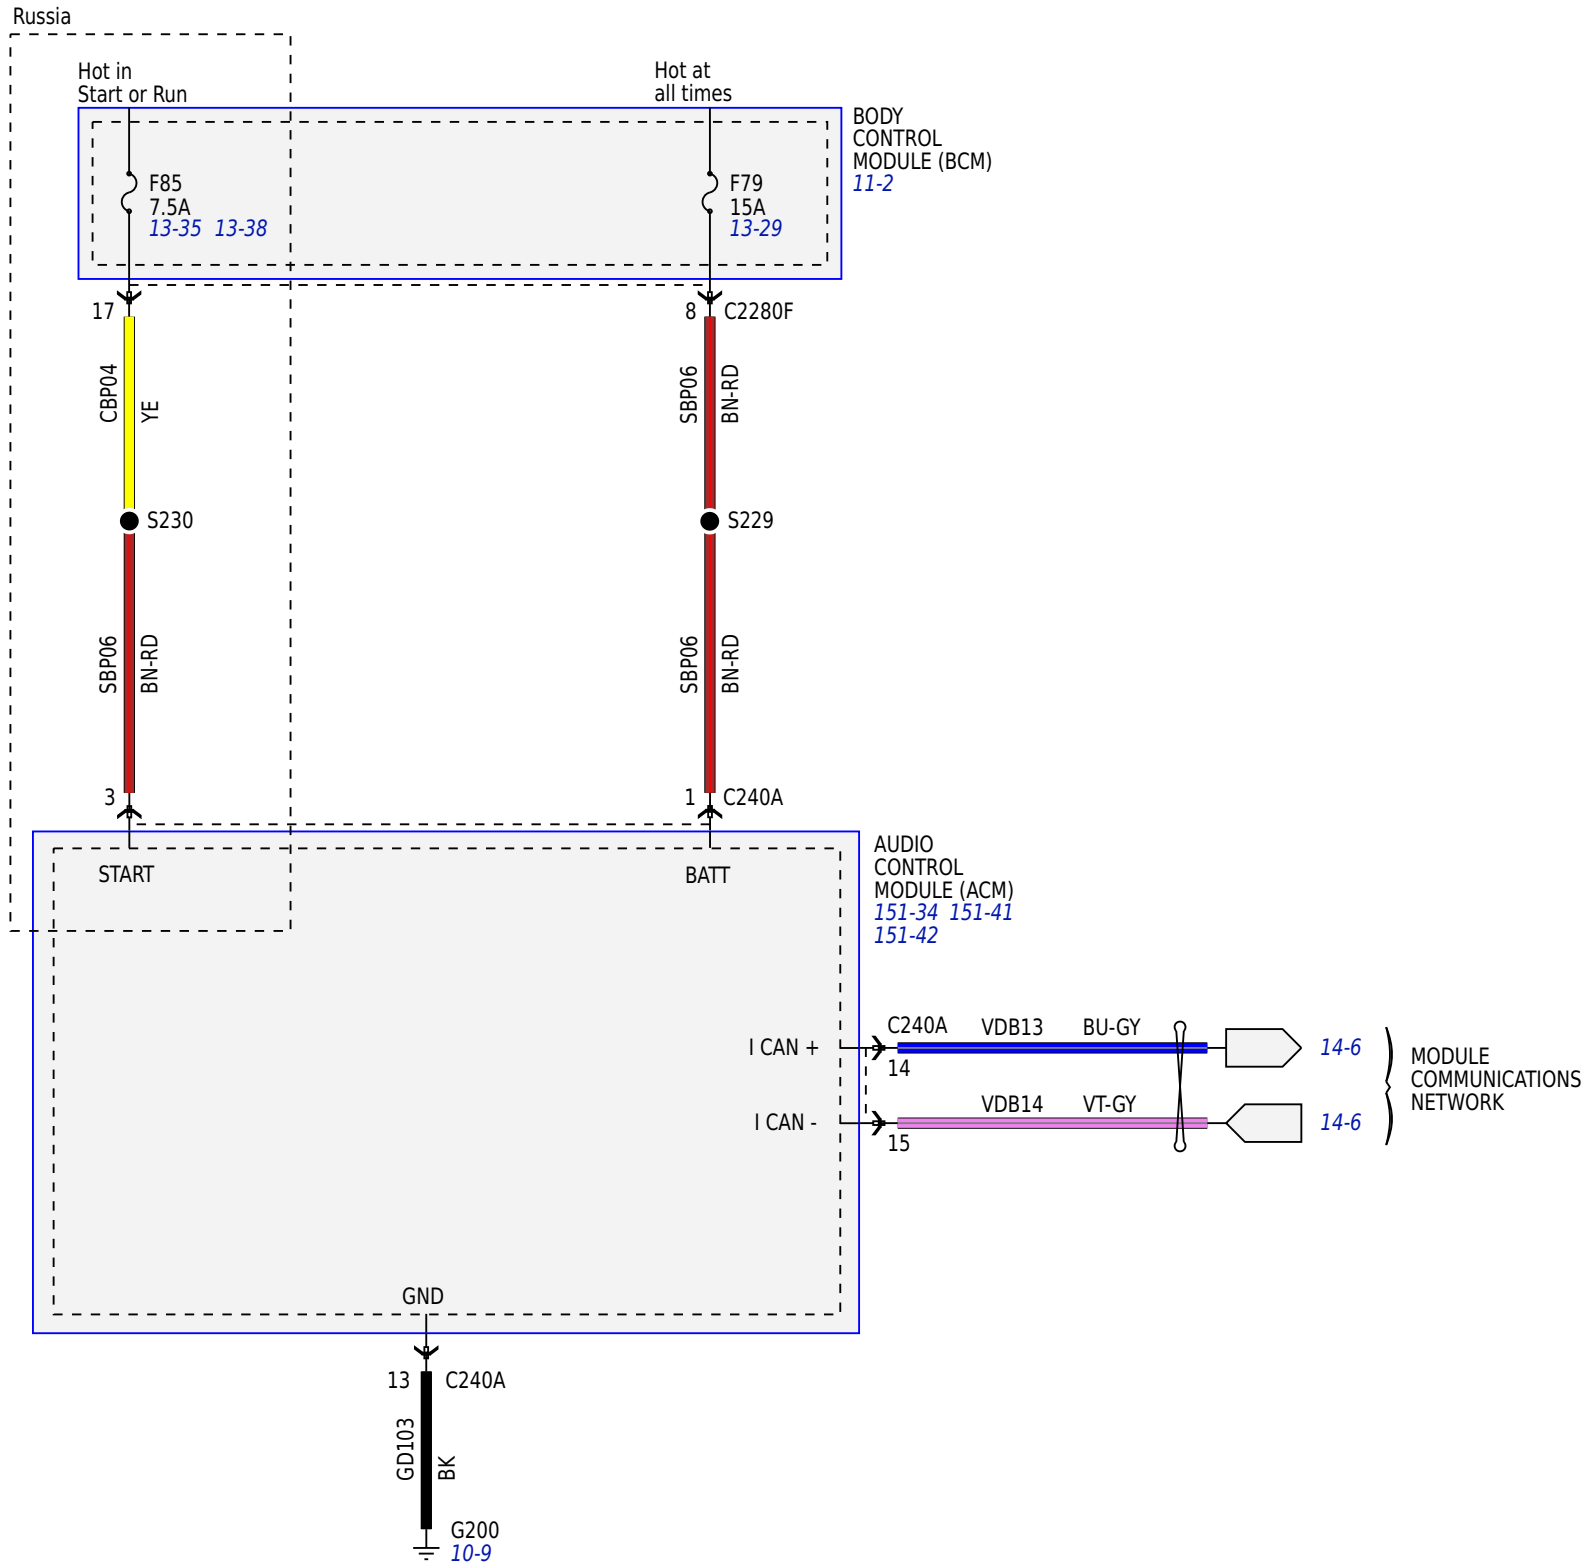 Russia
Hot in
Start or Run
Hot at
all times
BODY
CONTROL
MODULE (BCM)
11-2
F85
7.5A
13-35 13-38
F79
15A
13-29
17
8
C2280F
CBP04
YE
SBP06
BN-RD
S230
S229
SBP06
BN-RD
SBP06
BN-RD
3
1
C240A
START
BATT
AUDIO
CONTROL
MODULE (ACM)
151-34 151-41
151-42
I CAN +
C240A
VDB13
BU-GY
14
14-6
I CAN -
VDB14
VT-GY
15
14-6
MODULE
COMMUNICATIONS
NETWORK
GND
13
C240A
GD103
BK
G200
10-9